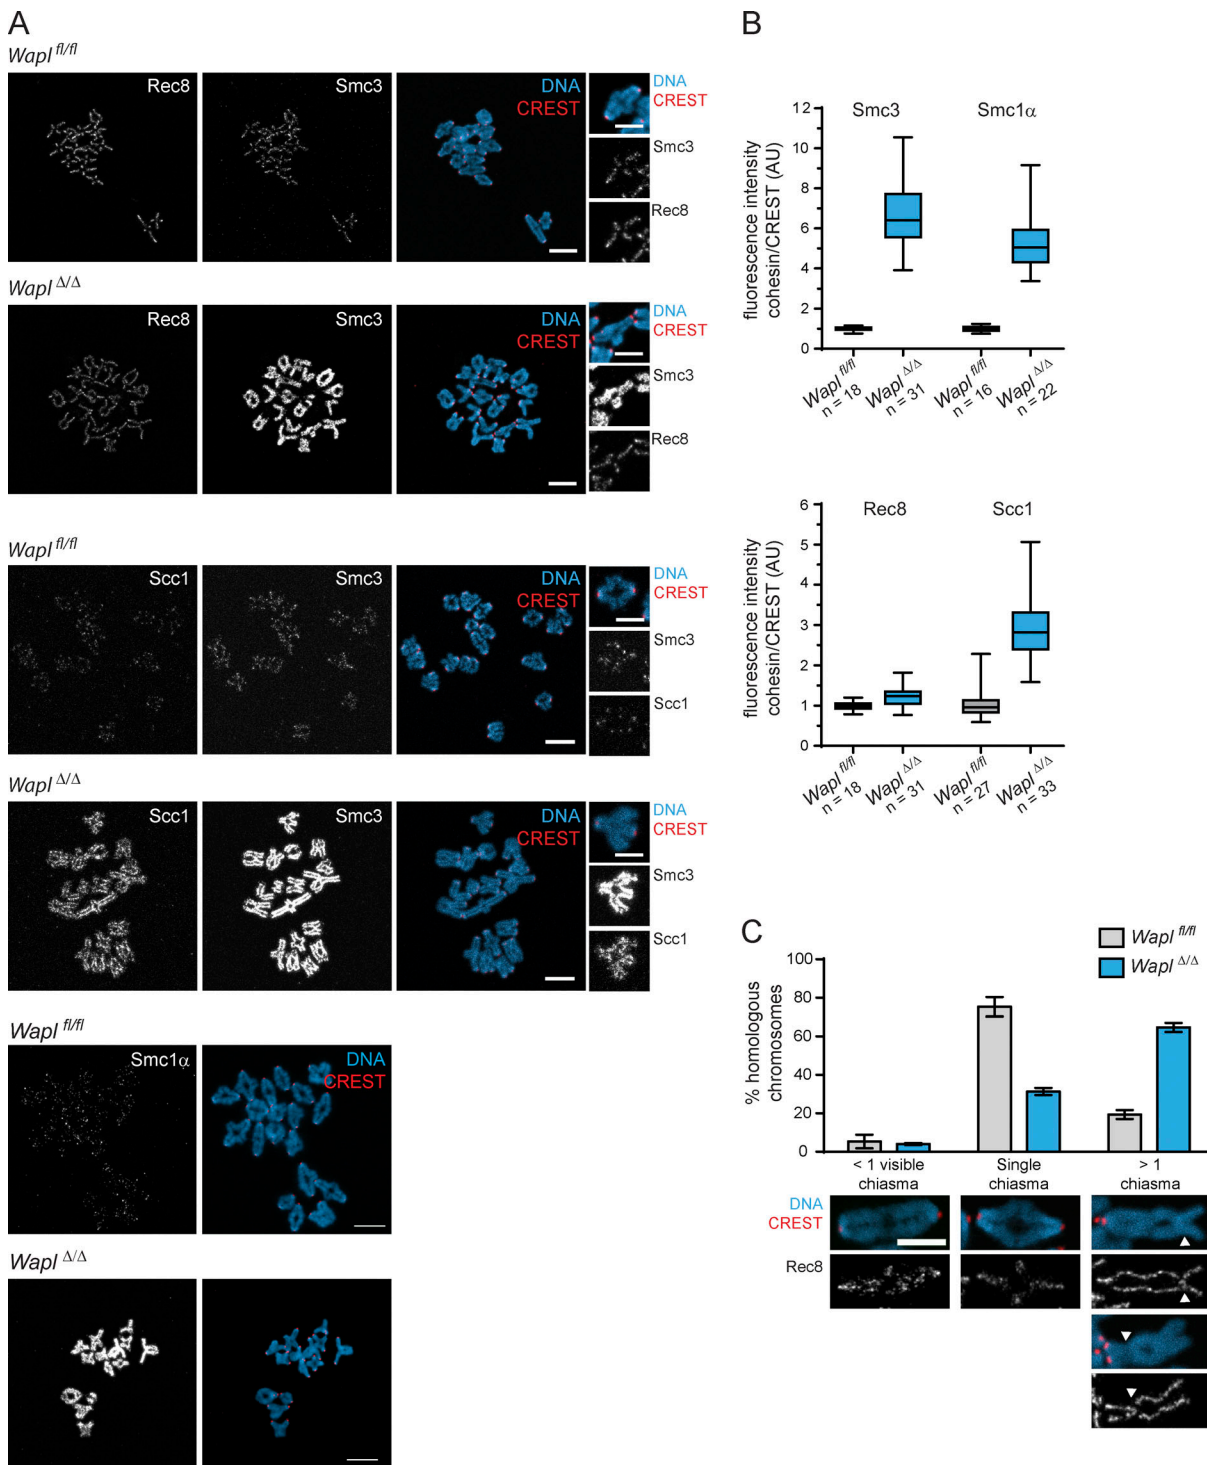 A
Wapl fl/fl
Rec8
Smc3
DNA
CREST
DNA
CREST
Smc3
Rec8
Wapl Δ/Δ
Rec8
Smc3
DNA
CREST
DNA
CREST
Smc3
Rec8
Wapl fl/fl
Scc1
Smc3
DNA
CREST
DNA
CREST
Smc3
Scc1
Wapl Δ/Δ
Scc1
Smc3
DNA
CREST
DNA
CREST
Smc3
Scc1
Wapl fl/fl
Smc1α
DNA
CREST
Wapl Δ/Δ
B
fluorescence intensity
cohesin/CREST (AU)
12
10
8
6
4
2
0
Smc3
Smc1α
Wapl fl/fl
n = 18
Wapl Δ/Δ
n = 31
Wapl fl/fl
n = 16
Wapl Δ/Δ
n = 22
fluorescence intensity
cohesin/CREST (AU)
6
5
4
3
2
1
0
Rec8
Scc1
Wapl fl/fl
n = 18
Wapl Δ/Δ
n = 31
Wapl fl/fl
n = 27
Wapl Δ/Δ
n = 33
C
Wapl fl/fl
Wapl Δ/Δ
% homologous
chromosomes
100
80
60
40
20
0
< 1 visible
chiasma
Single
chiasma
> 1
chiasma
DNA
CREST
Rec8